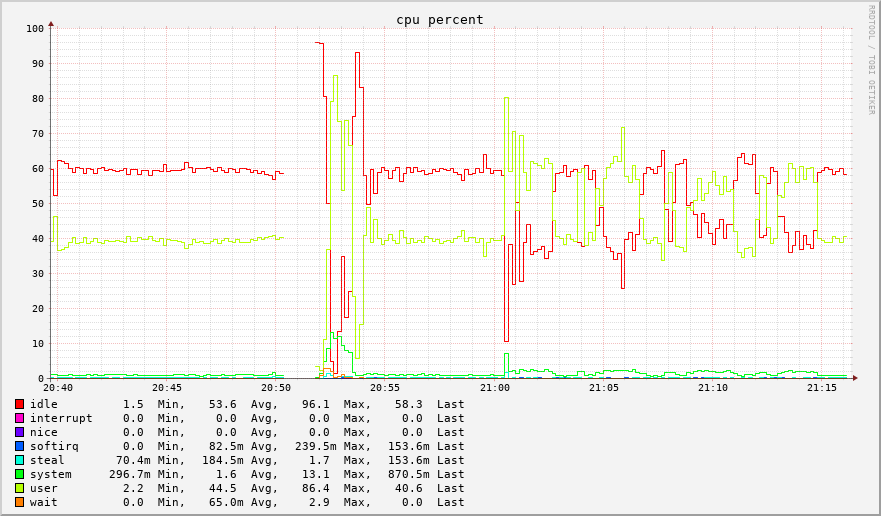 cpu percent
RRDTOOL / TOBI OETIKER
100
90
80
70
60
50
40
30
20
10
0
20:40 20:45 20:50 20:55 21:00 21:05 21:10 21:15
idle 1.5 Min, 53.6 Avg, 96.1 Max, 58.3 Last
interrupt 0.0 Min, 0.0 Avg, 0.0 Max, 0.0 Last
nice 0.0 Min, 0.0 Avg, 0.0 Max, 0.0 Last
softirq 0.0 Min, 82.5m Avg, 239.5m Max, 153.6m Last
steal 70.4m Min, 184.5m Avg, 1.7 Max, 153.6m Last
system 296.7m Min, 1.6 Avg, 13.1 Max, 870.5m Last
user 2.2 Min, 44.5 Avg, 86.4 Max, 40.6 Last
wait 0.0 Min, 65.0m Avg, 2.9 Max, 0.0 Last